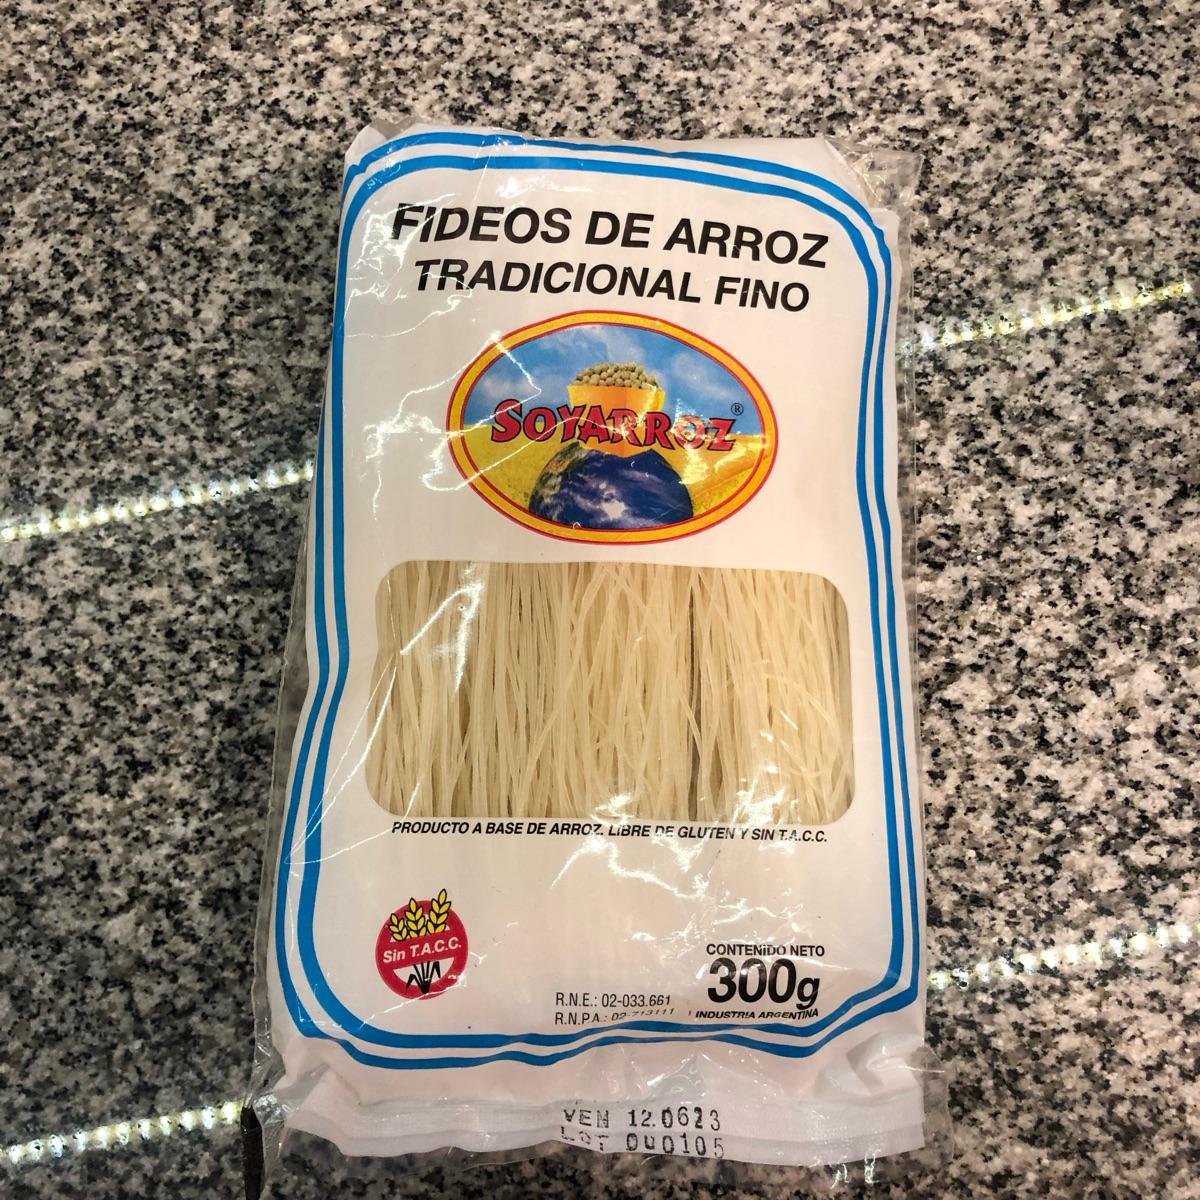 FIDEOS DE ARROZ
TRADICIONAL FINO
SOYARROZ®
PRODUCTO A BASE DE ARROZ. LIBRE DE GLUTEN Y SIN T.A.C.C.
Sin T.A.C.C.
CONTENIDO NETO
300g
INDUSTRIA ARGENTINA
R.N.E.: 02-033.661
R.N.P.A.: 02-713111
VEN 12.0623
LOT 000105